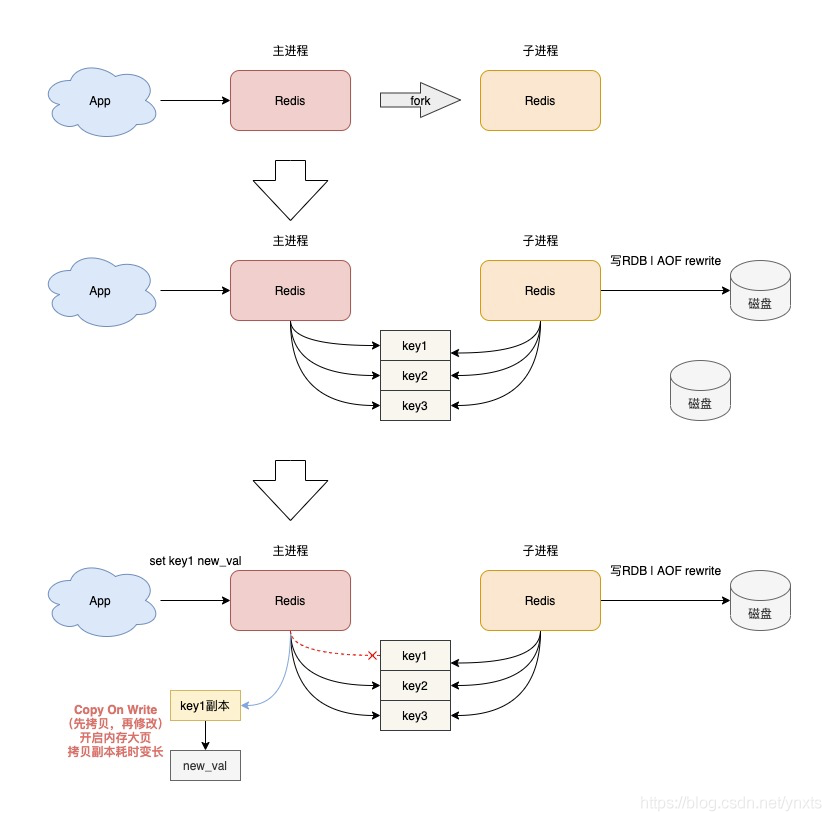 主进程
子进程
App
Redis
fork
Redis
主进程
子进程
写RDB | AOF rewrite
App
Redis
Redis
磁盘
key1
key2
key3
磁盘
主进程
子进程
set key1 new_val
写RDB | AOF rewrite
App
Redis
Redis
磁盘
key1
key2
key3
key1副本
Copy On Write
（先拷贝，再修改）
开启内存大页
拷贝副本耗时变长
new_val
https://blog.csdn.net/ynxts